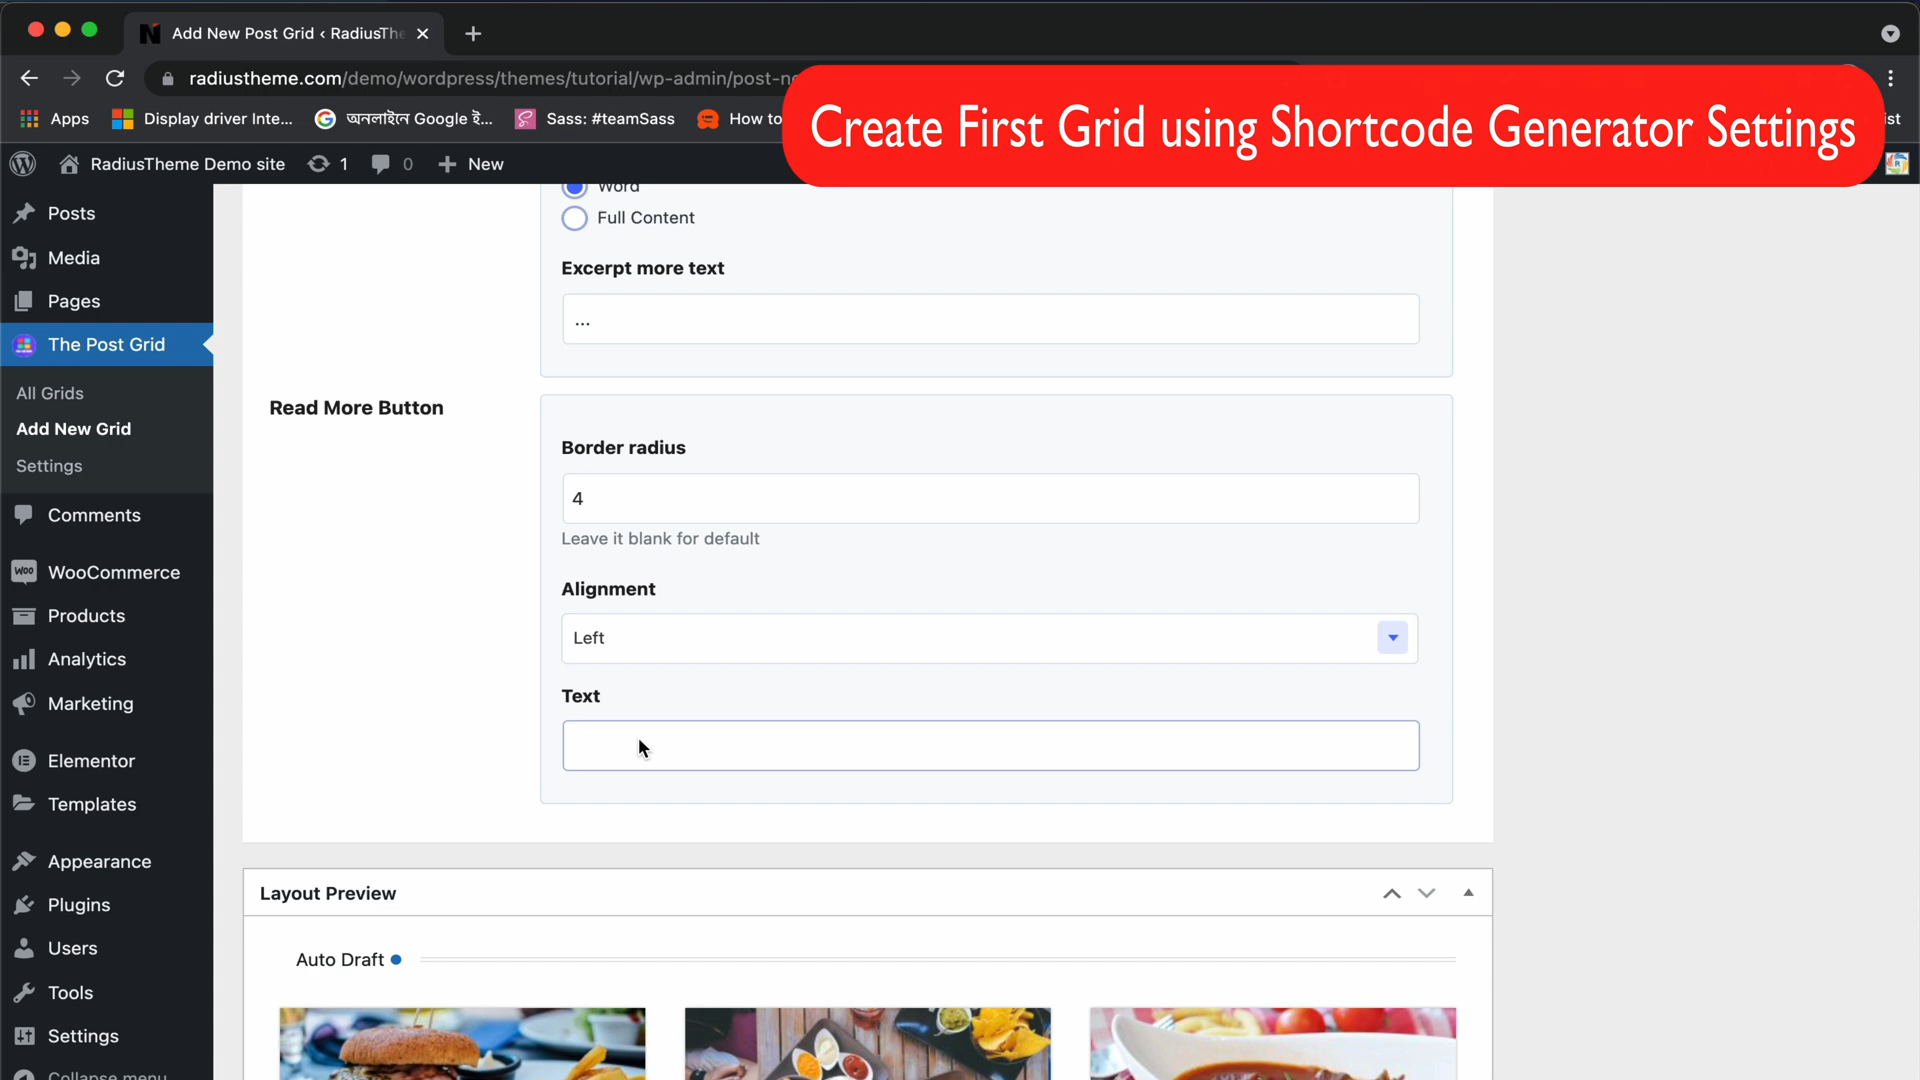 Add New Post Grid ‹ RadiusThe
radiustheme.com/demo/wordpress/themes/tutorial/wp-admin/post-ne
Create First Grid using Shortcode Generator Settings
Apps
Display driver Inte...
অনলাইনে Google ই...
Sass: #teamSass
How to
ist
RadiusTheme Demo site
1
0
New
Posts
Media
Pages
The Post Grid
All Grids
Add New Grid
Settings
Comments
WooCommerce
Products
Analytics
Marketing
Elementor
Templates
Appearance
Plugins
Users
Tools
Settings
Collapse menu
Word
Full Content
Excerpt more text
...
Read More Button
Border radius
4
Leave it blank for default
Alignment
Left
Text
Layout Preview
Auto Draft